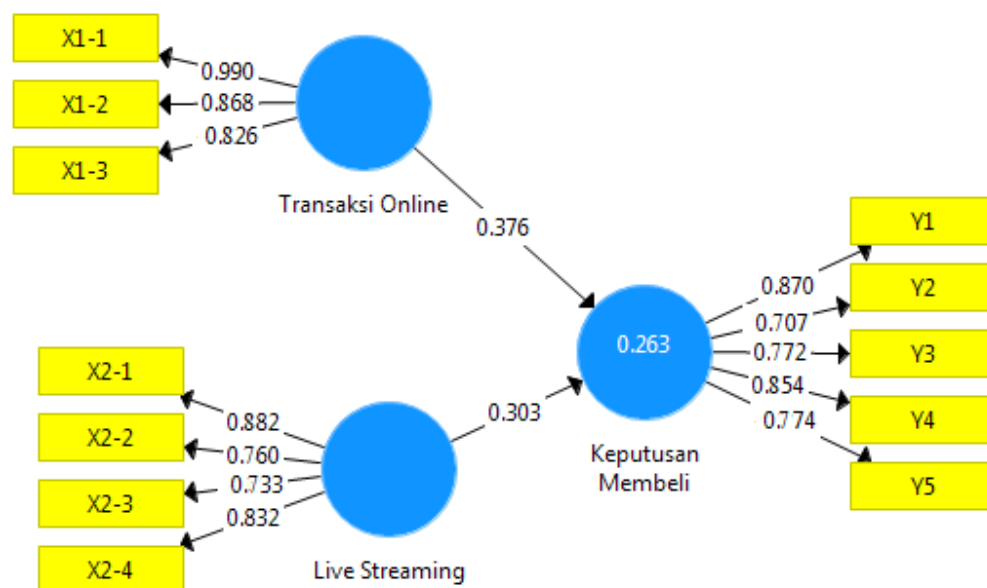 X1-1
0.990
X1-2
0.868
X1-3
0.826
Transaksi Online
0.376
X2-1
0.882
X2-2
0.760
X2-3
0.733
X2-4
0.832
Live Streaming
0.303
0.263
Keputusan
Membeli
Y1
0.870
Y2
0.707
Y3
0.772
Y4
0.854
Y5
0.774